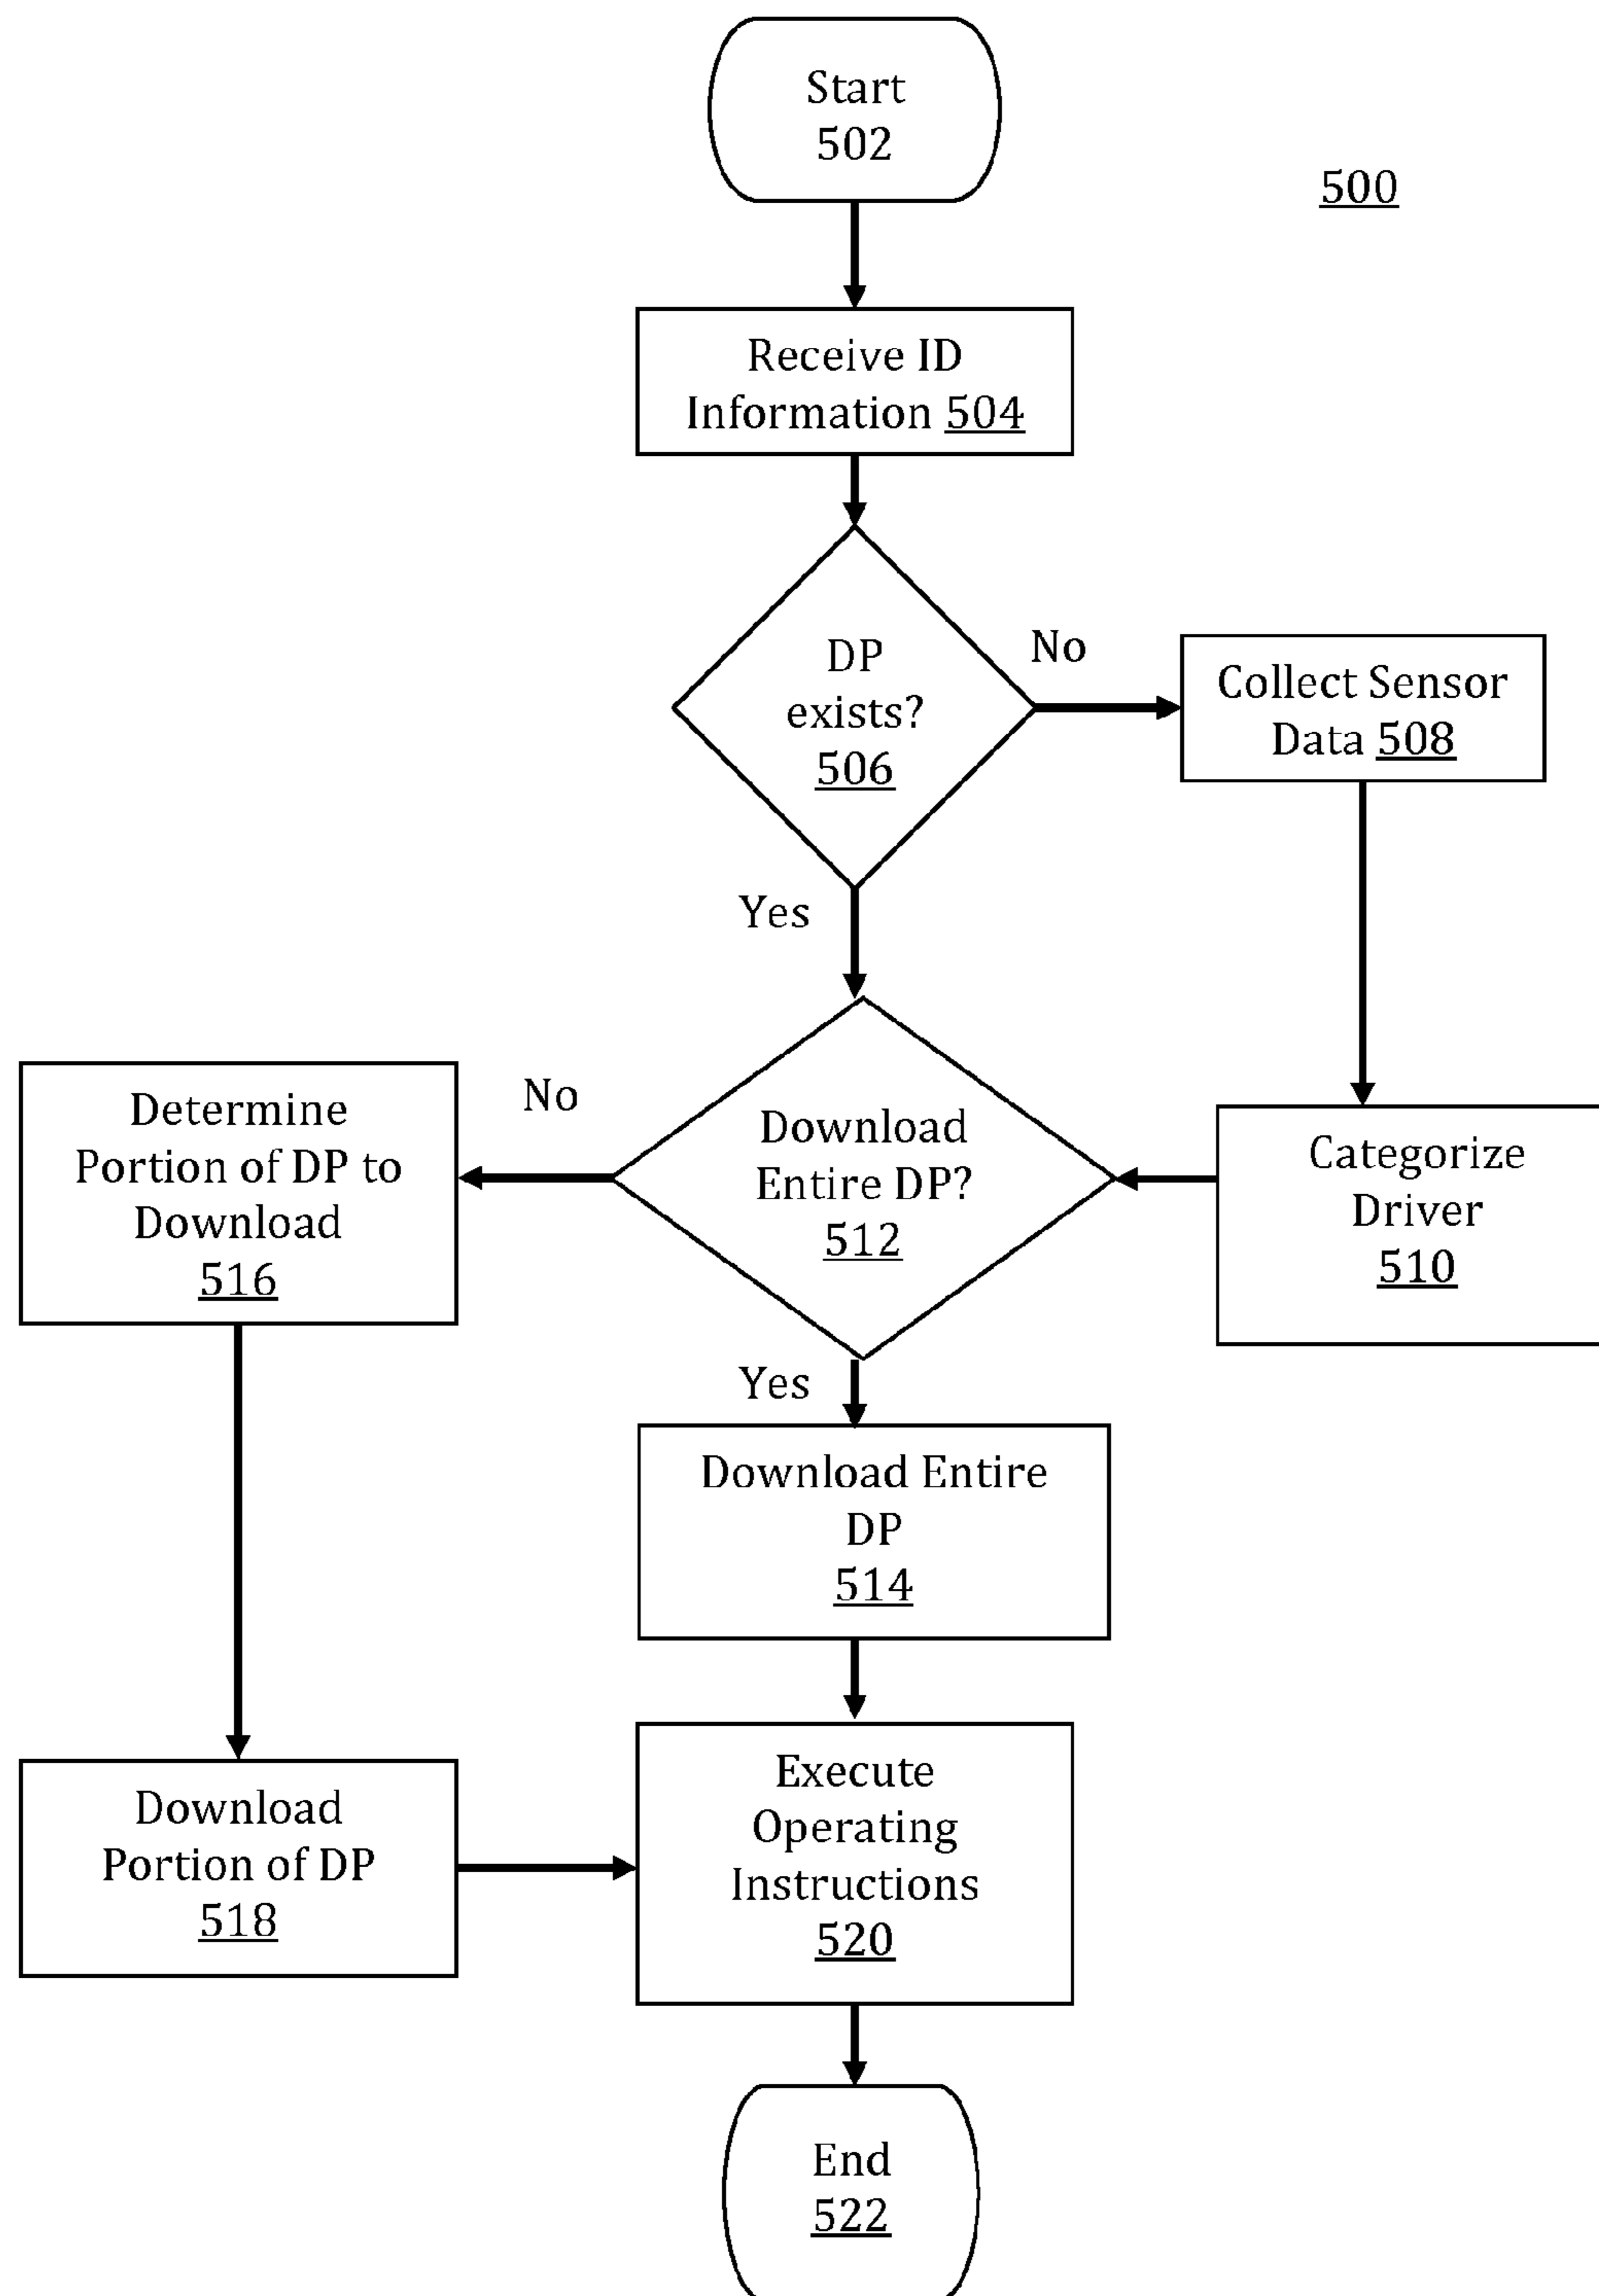 Start
502
500
Receive ID
Information 504
DP
exists?
506
No
Collect Sensor
Data 508
Yes
Determine
Portion of DP to
Download
516
No
Download
Entire DP?
512
Categorize
Driver
510
Yes
Download Entire
DP
514
Download
Portion of DP
518
Execute
Operating
Instructions
520
End
522